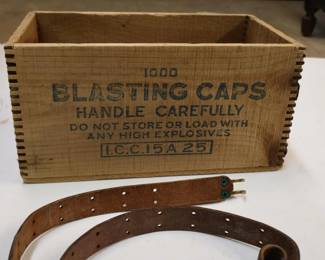 1000
BLASTING CAPS
HANDLE CAREFULLY
DO NOT STORE OR LOAD WITH
ANY HIGH EXPLOSIVES
I.C.C.15A 25